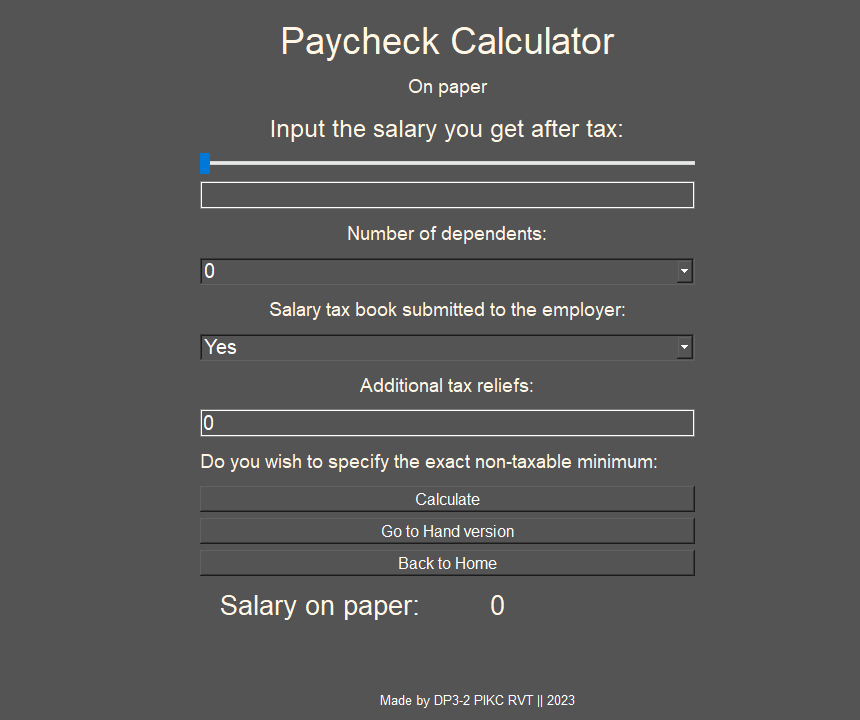 Paycheck Calculator
On paper
Input the salary you get after tax:
Number of dependents:
0
Salary tax book submitted to the employer:
Yes
Additional tax reliefs:
0
Do you wish to specify the exact non-taxable minimum:
Calculate
Go to Hand version
Back to Home
Salary on paper: 0
Made by DP3-2 PIKC RVT || 2023